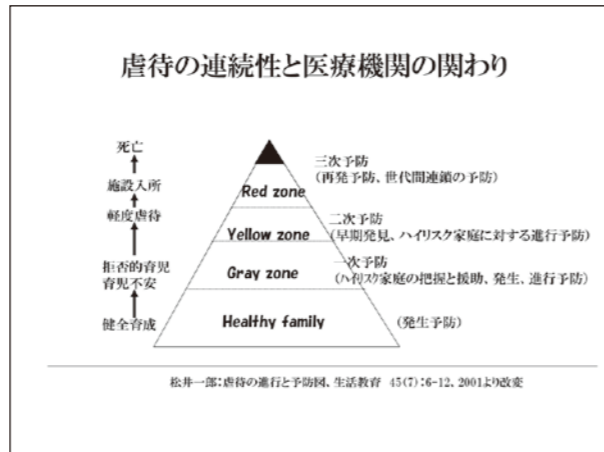 虐待の連続性と医療機関の関わり
死亡
施設入所
軽度虐待
拒否的育児
育児不安
健全育成
Red zone
Yellow zone
Gray zone
Healthy family
三次予防
(再発予防、世代間連鎖の予防)
二次予防
(早期発見、ハイリスク家庭に対する進行予防)
一次予防
(ハイリスク家庭の把握と援助、発生、進行予防)
(発生予防)
松井一郎:虐待の進行と予防図、生活教育 45(7):6-12、2001より改変